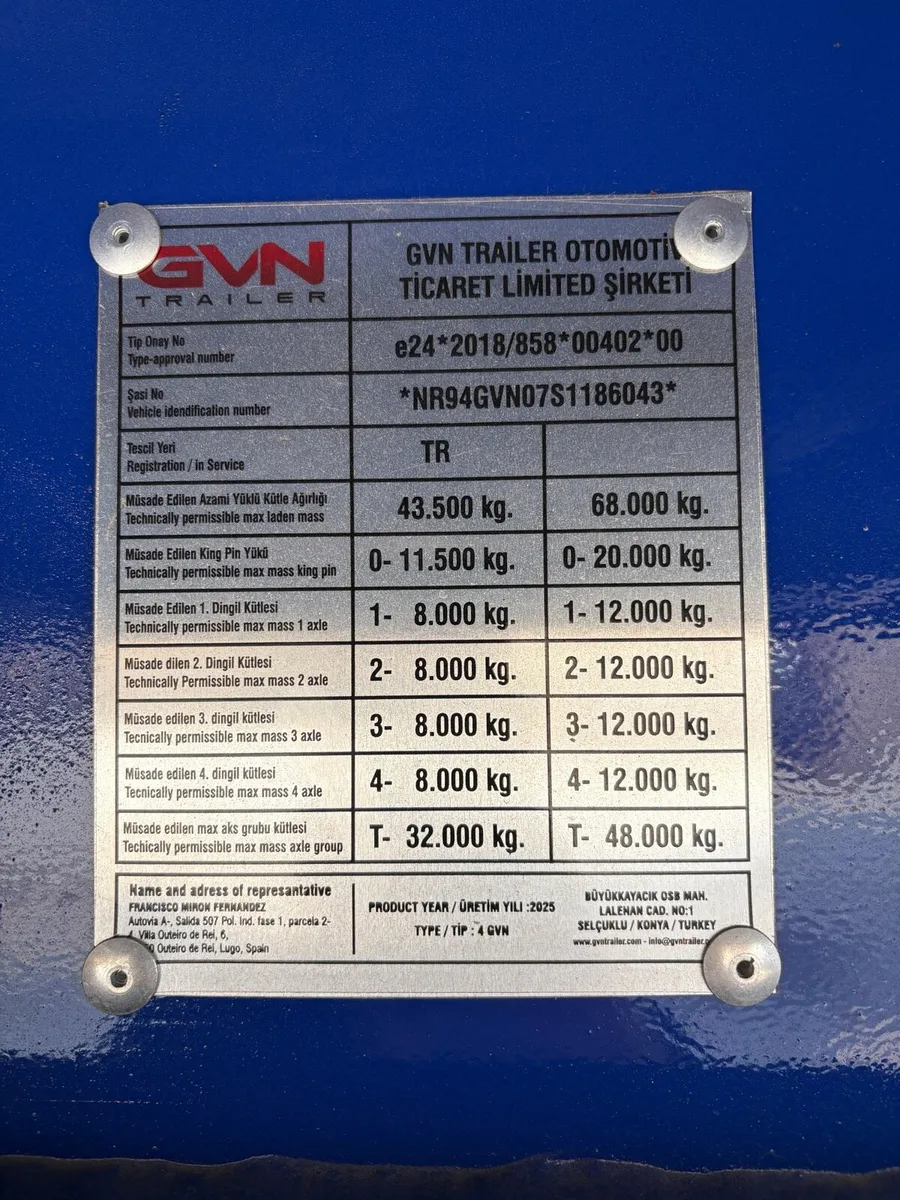 GVN
TRAILER
GVN TRAİLER OTOMOTİV
TİCARET LİMİTED ŞİRKETİ
Tip Onay No
Type-approval number
e24*2018/858*00402*00
Şasi No
Vehicle identification number
*NR94GVN07S1186043*
Tescil Yeri
Registration / in Service
TR
Müsade Edilen Azami Yüklü Kütle Ağırlığı
Technically permissible max laden mass
43.500 kg.
68.000 kg.
Müsade Edilen King Pin Yükü
Technically permissible max mass king pin
0- 11.500 kg.
0- 20.000 kg.
Müsade Edilen 1. Dingil Kütlesi
Technically permissible max mass 1 axle
1- 8.000 kg.
1- 12.000 kg.
Müsade dilen 2. Dingil Kütlesi
Technically Permissible max mass 2 axle
2- 8.000 kg.
2- 12.000 kg.
Müsade edilen 3. dingil kütlesi
Tecnically permissible max mass 3 axle
3- 8.000 kg.
3- 12.000 kg.
Müsade edilen 4. dingil kütlesi
Tecnically permissible max mass 4 axle
4- 8.000 kg.
4- 12.000 kg.
Müsade edilen max aks grubu kütlesi
Techically permissible max mass axle group
T- 32.000 kg.
T- 48.000 kg.
Name and adress of represantative
FRANCISCO MIRON FERNANDEZ
Autovia A-, Salida 507 Pol. Ind. fase 1, parcela 2-
4, Villa Outeiro de Rei, 6,
Outeiro de Rei, Lugo, Spain
PRODUCT YEAR / ÜRETİM YILI :2025
TYPE / TİP : 4 GVN
BÜYÜKKAYACIK OSB MAH.
LALEHAN CAD. NO:1
SELÇUKLU / KONYA / TURKEY
www.gvntrailer.com - info@gvntrailer.c